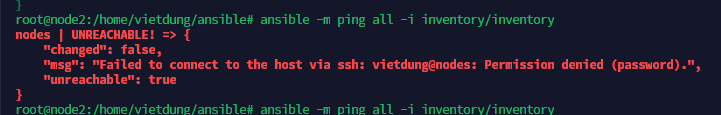 }
root@node2:/home/vietdung/ansible# ansible -m ping all -i inventory/inventory
nodes | UNREACHABLE! => {
    "changed": false,
    "msg": "Failed to connect to the host via ssh: vietdung@nodes: Permission denied (password).",
    "unreachable": true
}
root@node2:/home/vietdung/ansible# ansible -m ping all -i inventory/inventory